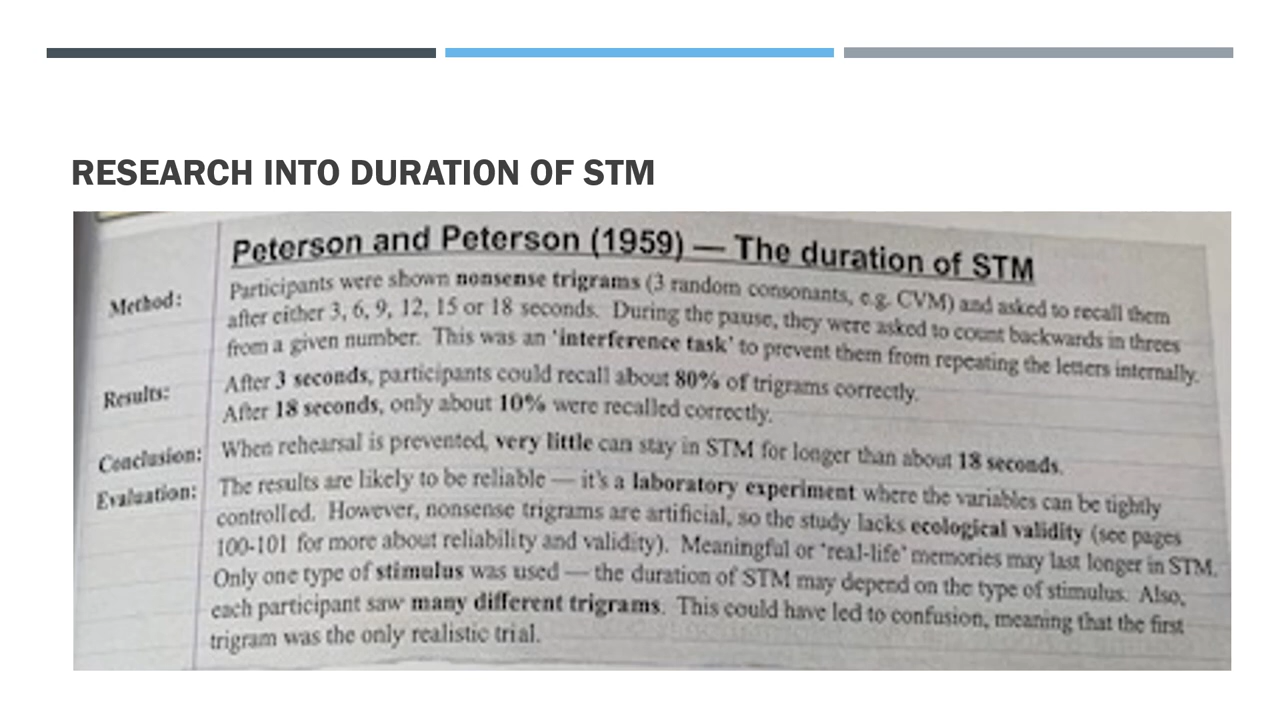 RESEARCH INTO DURATION OF STM
Peterson and Peterson (1959) — The duration of STM
Method: Participants were shown nonsense trigrams (3 random consonants, e.g. CVM) and asked to recall them
after either 3, 6, 9, 12, 15 or 18 seconds. During the pause, they were asked to count backwards in threes
from a given number. This was an 'interference task' to prevent them from repeating the letters internally.
Results: After 3 seconds, participants could recall about 80% of trigrams correctly.
After 18 seconds, only about 10% were recalled correctly.
Conclusion: When rehearsal is prevented, very little can stay in STM for longer than about 18 seconds.
Evaluation: The results are likely to be reliable — it's a laboratory experiment where the variables can be tightly
controlled. However, nonsense trigrams are artificial, so the study lacks ecological validity (see pages
100-101 for more about reliability and validity). Meaningful or 'real-life' memories may last longer in STM.
Only one type of stimulus was used — the duration of STM may depend on the type of stimulus. Also,
each participant saw many different trigrams. This could have led to confusion, meaning that the first
trigram was the only realistic trial.